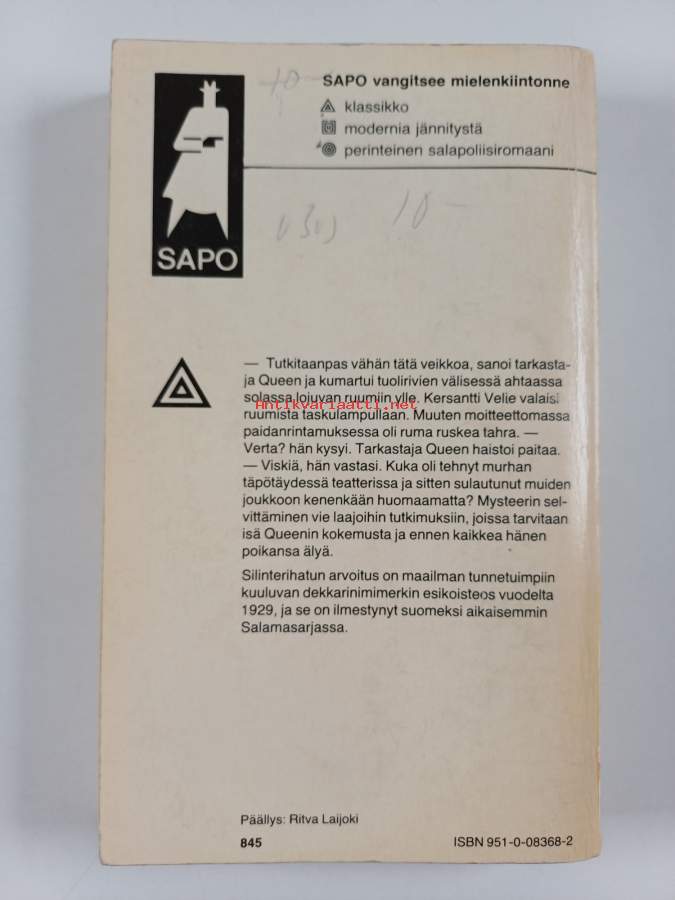 SAPO vangitsee mielenkiintonne
klassikko
modernia jännitystä
perinteinen salapoliisiromaani
10 -
SAPO
— Tutkitaanpas vähän tätä veikkoa, sanoi tarkasta-
ja Queen ja kumartui tuolirivien välisessä ahtaassa
solassa lojuvan ruumiin ylle. Kersantti Velie valaisi
Antikvariaatti.net
ruumista taskulampullaan. Muuten moitteettomassa
paidanrintamuksessa oli ruma ruskea tahra. —
Verta? hän kysyi. Tarkastaja Queen haistoi paitaa.
— Viskiä, hän vastasi. Kuka oli tehnyt murhan
täpötäydessä teatterissa ja sitten sulautunut muiden
joukkoon kenenkään huomaamatta? Mysteerin sel-
vittäminen vie laajoihin tutkimuksiin, joissa tarvitaan
isä Queenin kokemusta ja ennen kaikkea hänen
poikansa älyä.
Silinterihatun arvoitus on maailman tunnetuimpiin
kuuluvan dekkarinimimerkin esikoisteos vuodelta
1929, ja se on ilmestynyt suomeksi aikaisemmin
Salamasarjassa.
Päällys: Ritva Laijoki
845 ISBN 951-0-08368-2